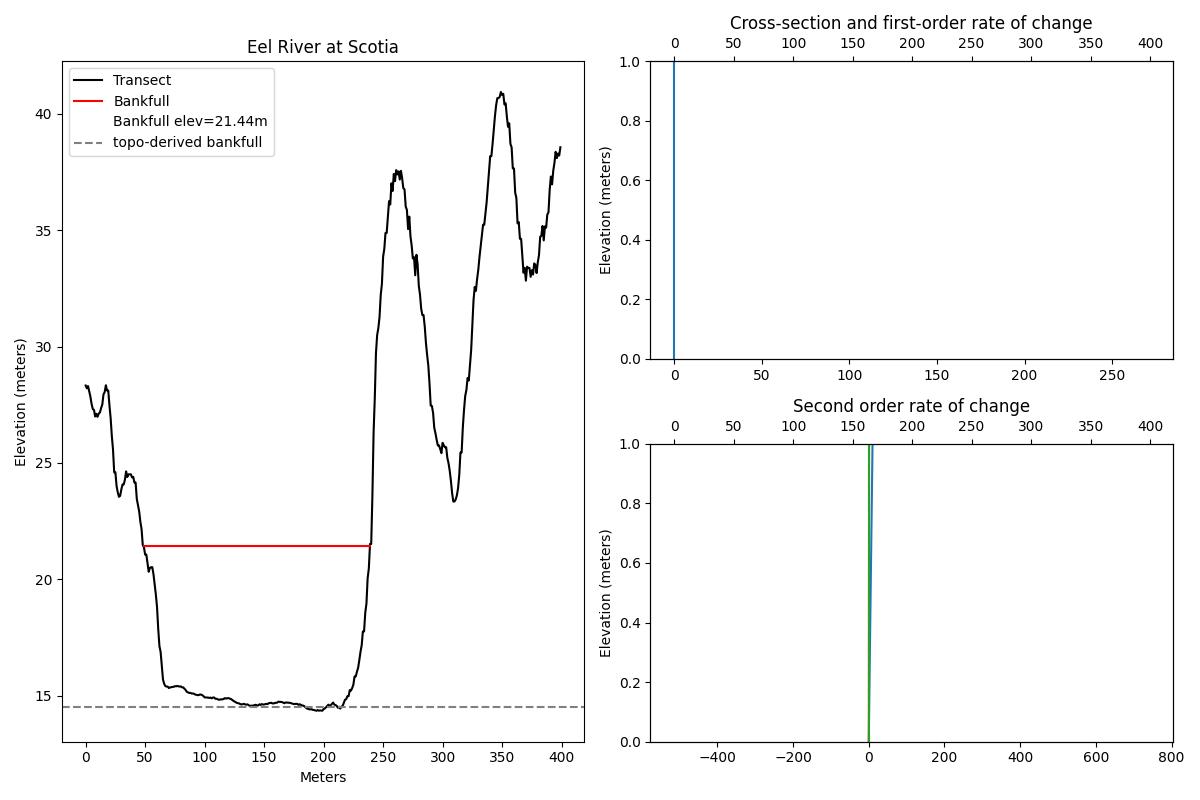 Eel River at Scotia
Transect
Bankfull
Bankfull elev=21.44m
topo-derived bankfull
40
35
30
25
20
15
Elevation (meters)
0 50 100 150 200 250 300 350 400
Meters
Cross-section and first-order rate of change
0 50 100 150 200 250 300 350 400
1.0
0.8
0.6
0.4
0.2
0.0
Elevation (meters)
0 50 100 150 200 250
Second order rate of change
0 50 100 150 200 250 300 350 400
1.0
0.8
0.6
0.4
0.2
0.0
Elevation (meters)
−400 −200 0 200 400 600 800